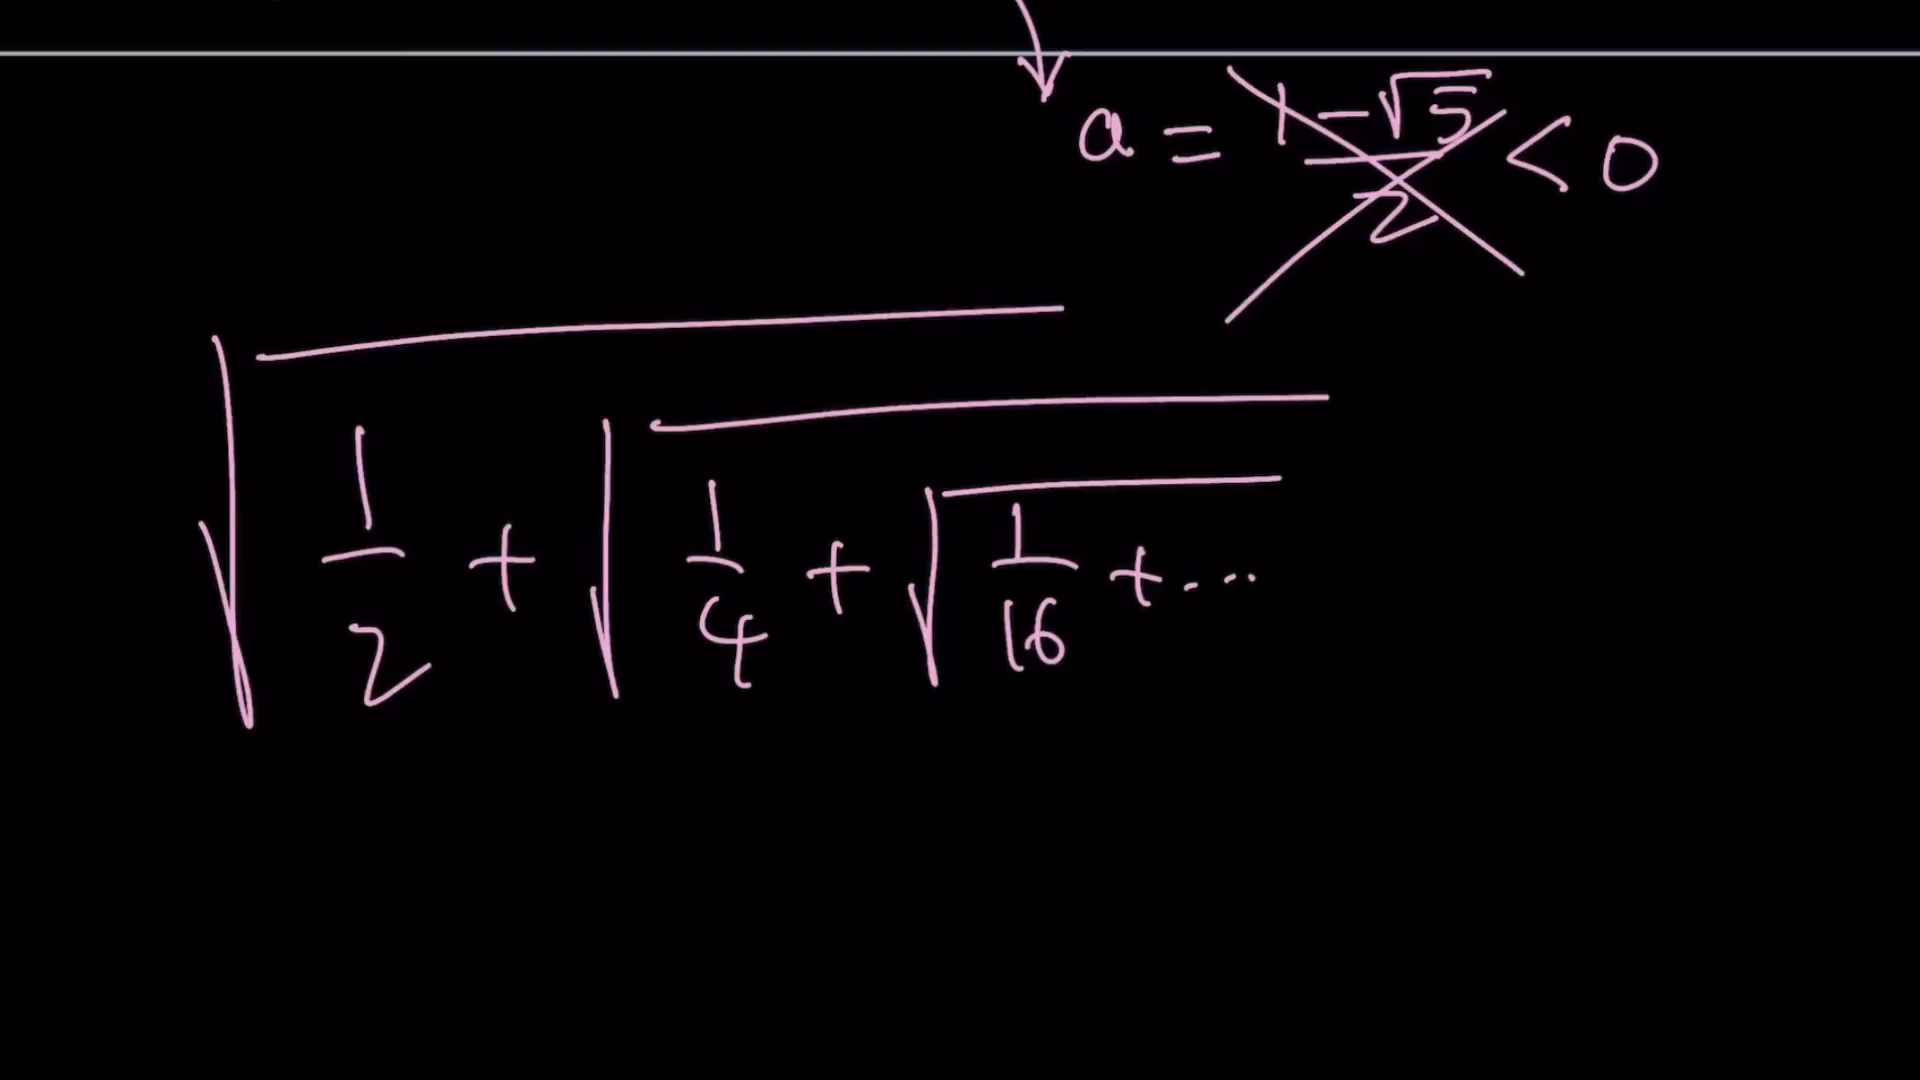 a = 1-√5/2 < 0
√(1/2 + √(1/4 + √(1/16 + ...